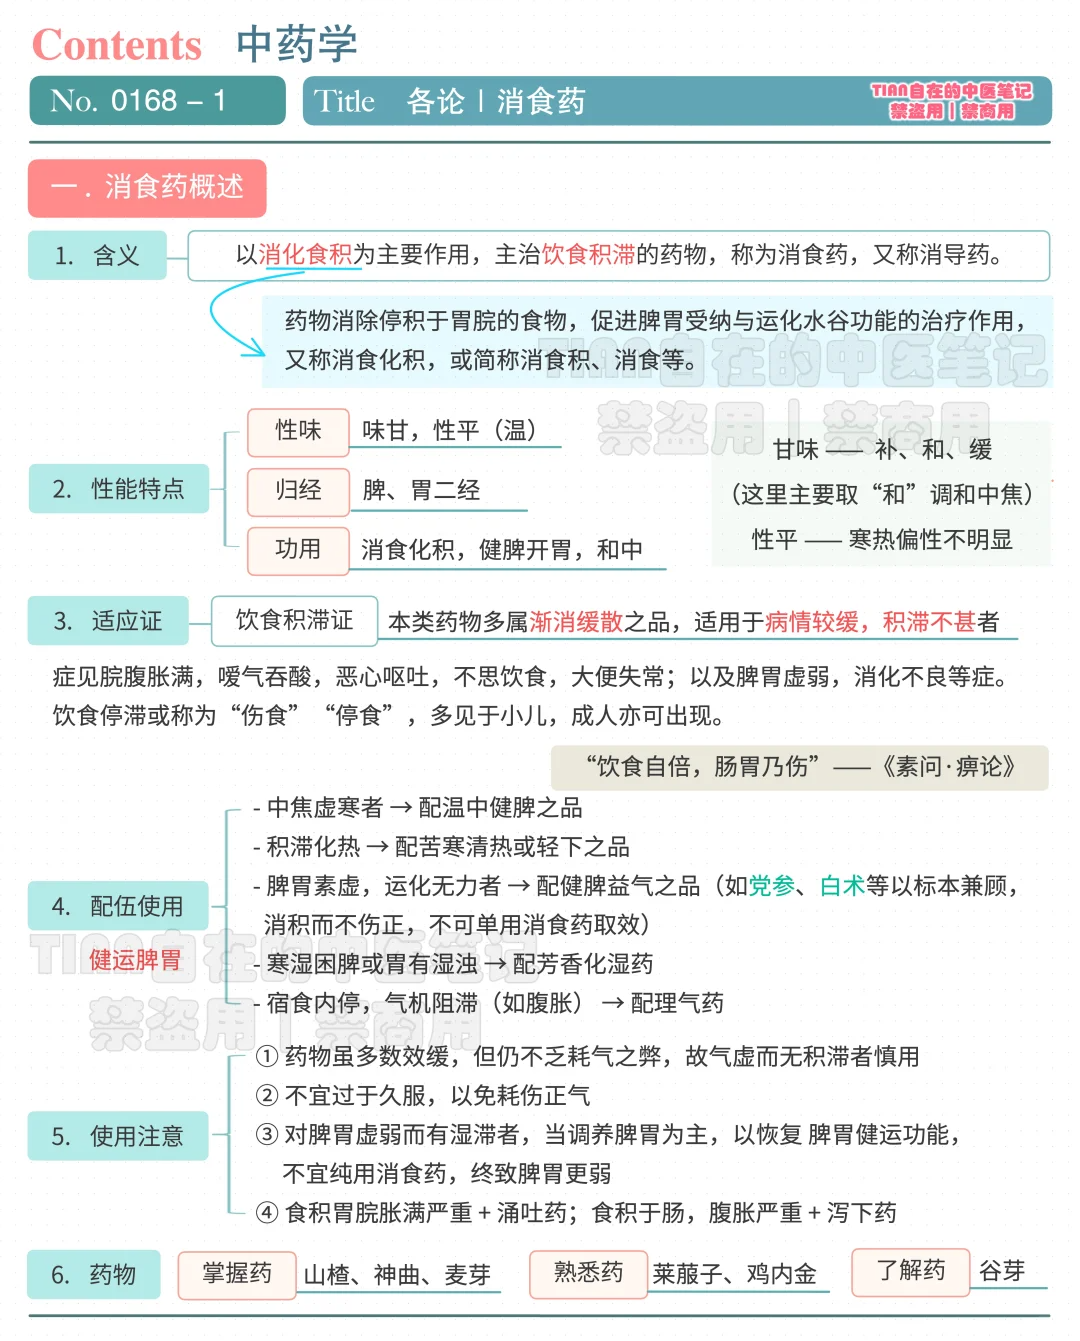 Contents 中药学
No. 0168 – 1
Title 各论 | 消食药
TIAN自在的中医笔记
禁盗用 | 禁商用
一 . 消食药概述
1. 含义
以消化食积为主要作用，主治饮食积滞的药物，称为消食药，又称消导药。
药物消除停积于胃脘的食物，促进脾胃受纳与运化水谷功能的治疗作用，
又称消食化积，或简称消食积、消食等。
TIAN自在的中医笔记
禁盗用 | 禁商用
2. 性能特点
性味 味甘，性平（温）
归经 脾、胃二经
功用 消食化积，健脾开胃，和中
甘味 —— 补、和、缓
（这里主要取“和”调和中焦）
性平 —— 寒热偏性不明显
3. 适应证
饮食积滞证
本类药物多属渐消缓散之品，适用于病情较缓，积滞不甚者
症见脘腹胀满，嗳气吞酸，恶心呕吐，不思饮食，大便失常；以及脾胃虚弱，消化不良等症。
饮食停滞或称为“伤食”“停食”，多见于小儿，成人亦可出现。
“饮食自倍，肠胃乃伤”——《素问·痹论》
4. 配伍使用
健运脾胃
- 中焦虚寒者 → 配温中健脾之品
- 积滞化热 → 配苦寒清热或轻下之品
- 脾胃素虚，运化无力者 → 配健脾益气之品（如党参、白术等以标本兼顾，
消积而不伤正，不可单用消食药取效）
- 寒湿困脾或胃有湿浊 → 配芳香化湿药
- 宿食内停，气机阻滞（如腹胀） → 配理气药
TIAN自在的中医笔记
禁盗用 | 禁商用
5. 使用注意
① 药物虽多数效缓，但仍不乏耗气之弊，故气虚而无积滞者慎用
② 不宜过于久服，以免耗伤正气
③ 对脾胃虚弱而有湿滞者，当调养脾胃为主，以恢复 脾胃健运功能，
不宜纯用消食药，终致脾胃更弱
④ 食积胃脘胀满严重 + 涌吐药；食积于肠，腹胀严重 + 泻下药
6. 药物
掌握药 山楂、神曲、麦芽
熟悉药 莱菔子、鸡内金
了解药 谷芽